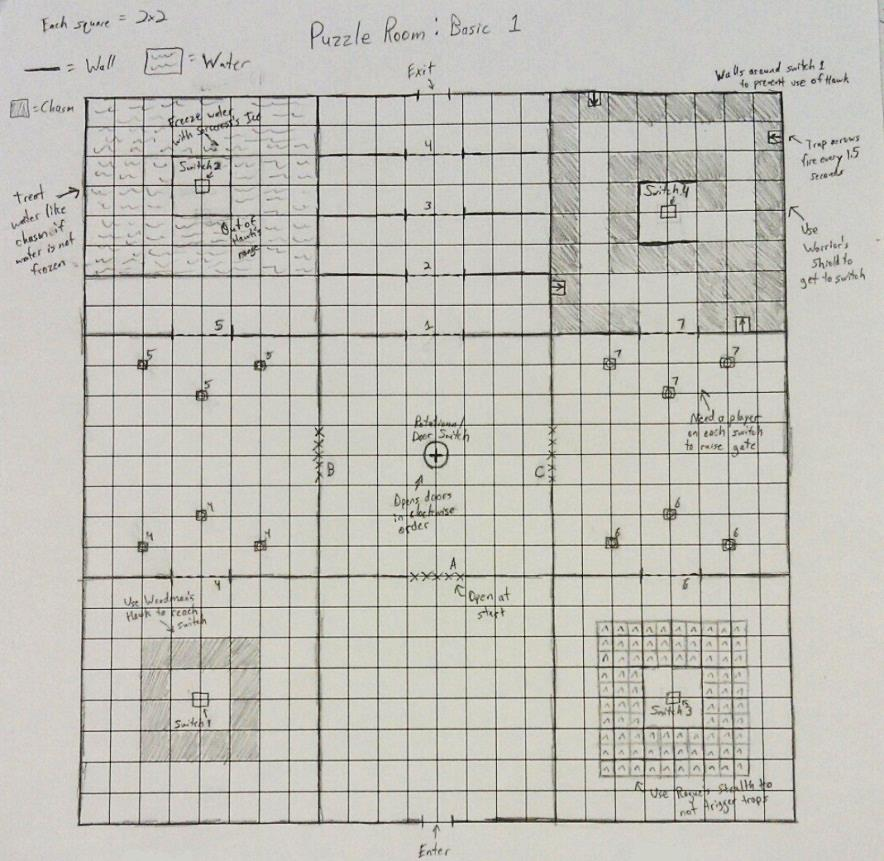 Each square = 2x2
Puzzle Room: Basic 1
= Wall
= Water
= Chasm
Exit
Walls around switch 1
to prevent use of Hawk
Freeze water
with Sorceress's Ice
Switch 2
Out of
Hawk's
range
Treat
water like
chasm if
water is not
frozen
4
3
2
1
Switch 4
Trap arrows
fire every 1.5
seconds
Use
Warrior's
Shield to
get to switch
5
7
5
5
5
7
7
7
Need a player
on each switch
to raise gate
Rotational
Door Switch
B
C
Opens doors
in clockwise
order
4
4
4
6
6
6
A
Open at
start
4
6
Use Woodman's
Hawk to reach
switch
Switch 1
Switch 3
Use Rogue's Stealth to
not trigger traps
Enter